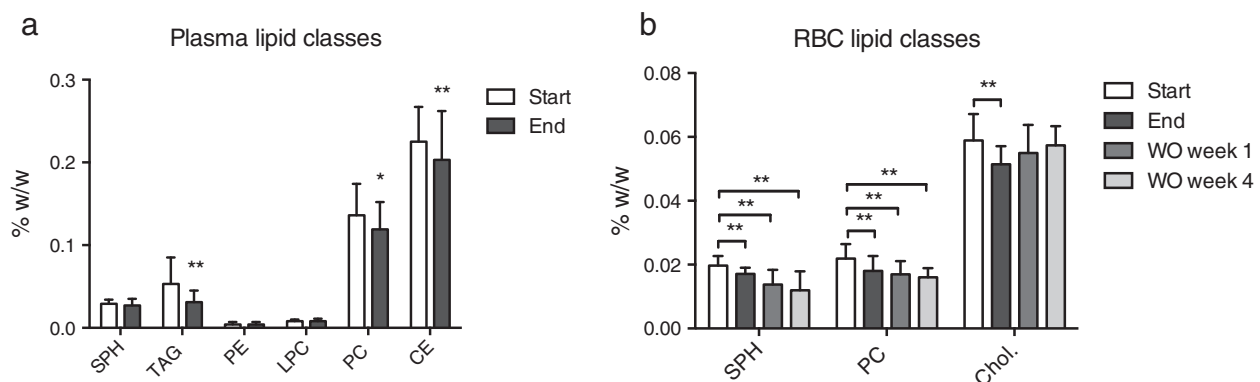 a
Plasma lipid classes
% w/w
0.3
0.2
0.1
0.0
**
*
**
Start
End
SPH
TAG
PE
LPC
PC
CE
b
RBC lipid classes
% w/w
0.08
0.06
0.04
0.02
0.00
**
**
**
**
**
**
**
Start
End
WO week 1
WO week 4
SPH
PC
Chol.